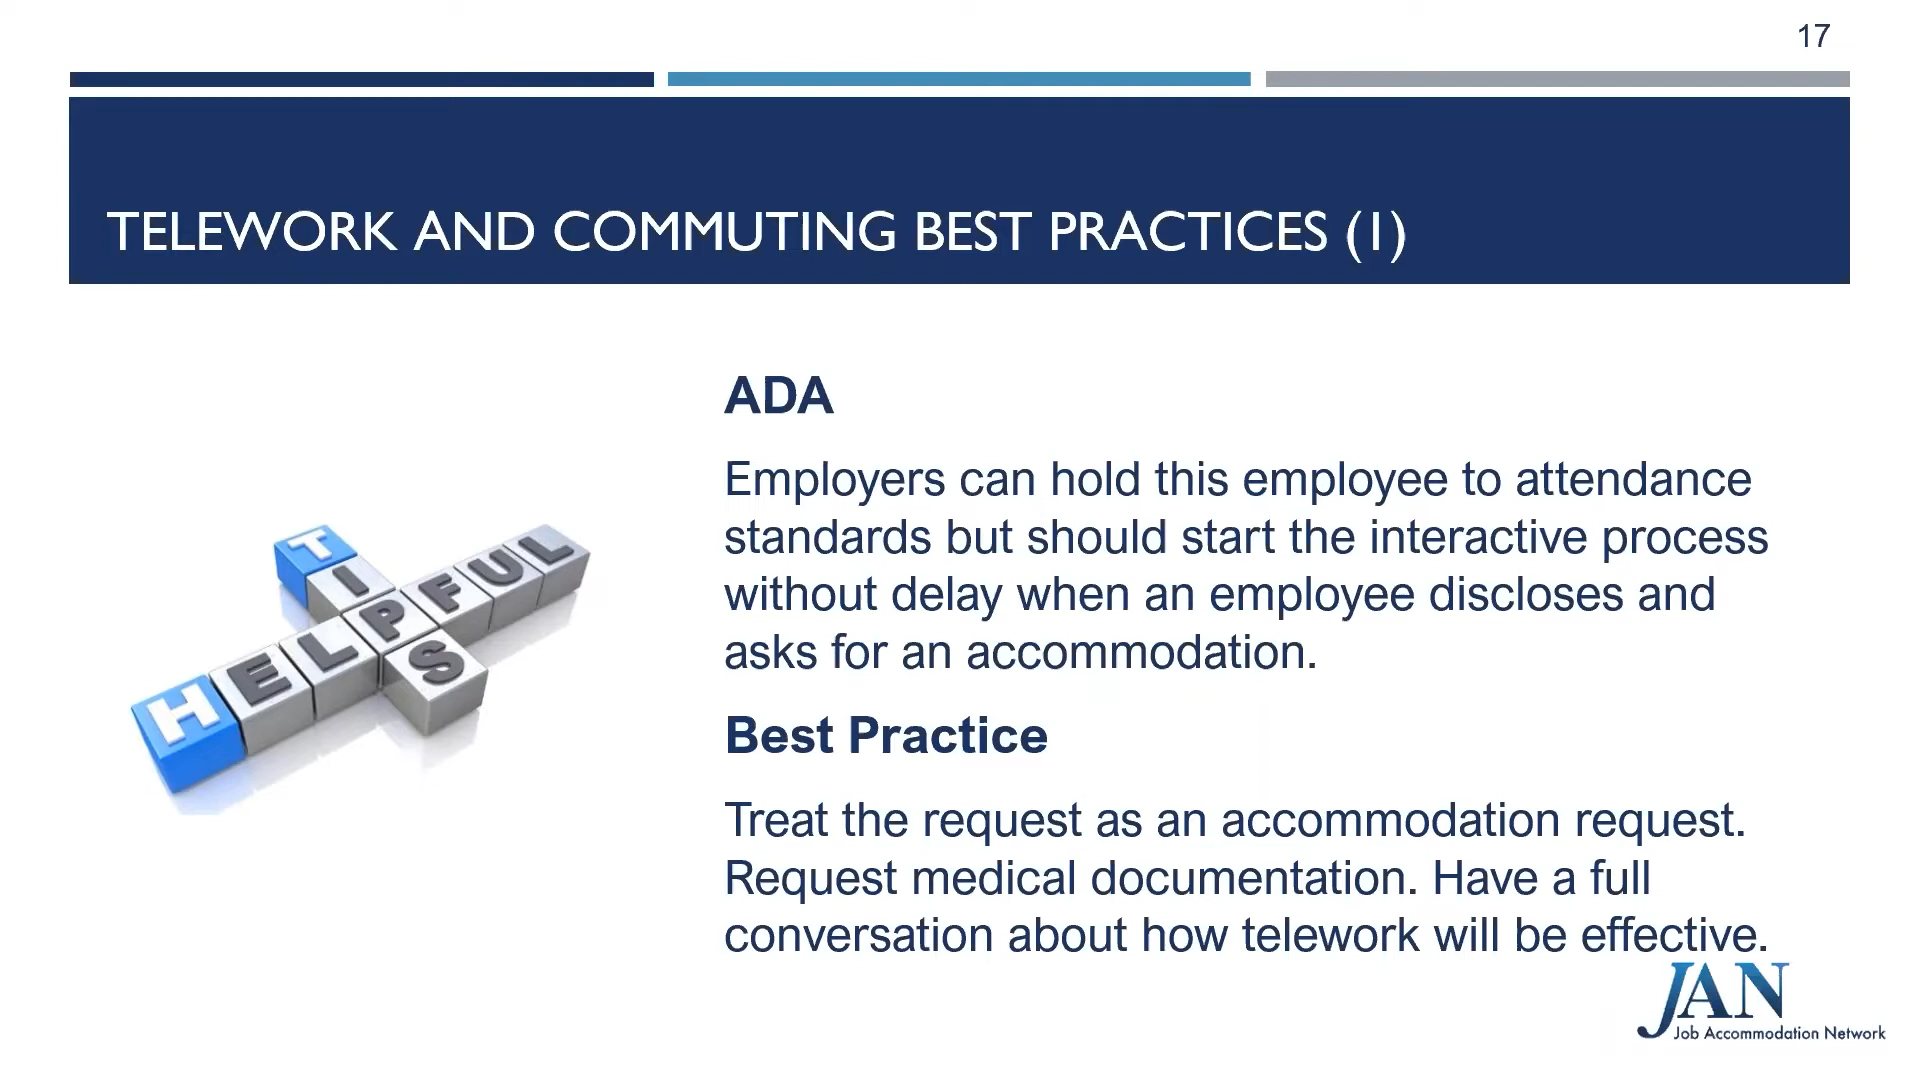 17
TELEWORK AND COMMUTING BEST PRACTICES (1)
ADA
Employers can hold this employee to attendance
standards but should start the interactive process
without delay when an employee discloses and
asks for an accommodation.
Best Practice
Treat the request as an accommodation request.
Request medical documentation. Have a full
conversation about how telework will be effective.
HELPFUL
TIPS
JAN
Job Accommodation Network